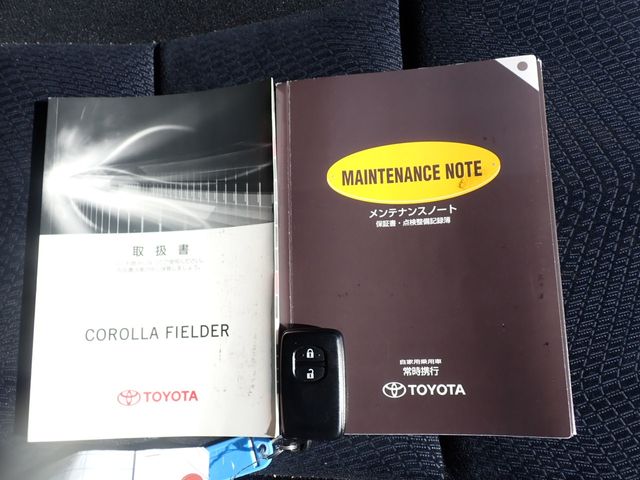 取扱書
COROLLA FIELDER
TOYOTA
MAINTENANCE NOTE
メンテナンスノート
保証書・点検整備記録簿
自家用乗用車
常時携行
TOYOTA